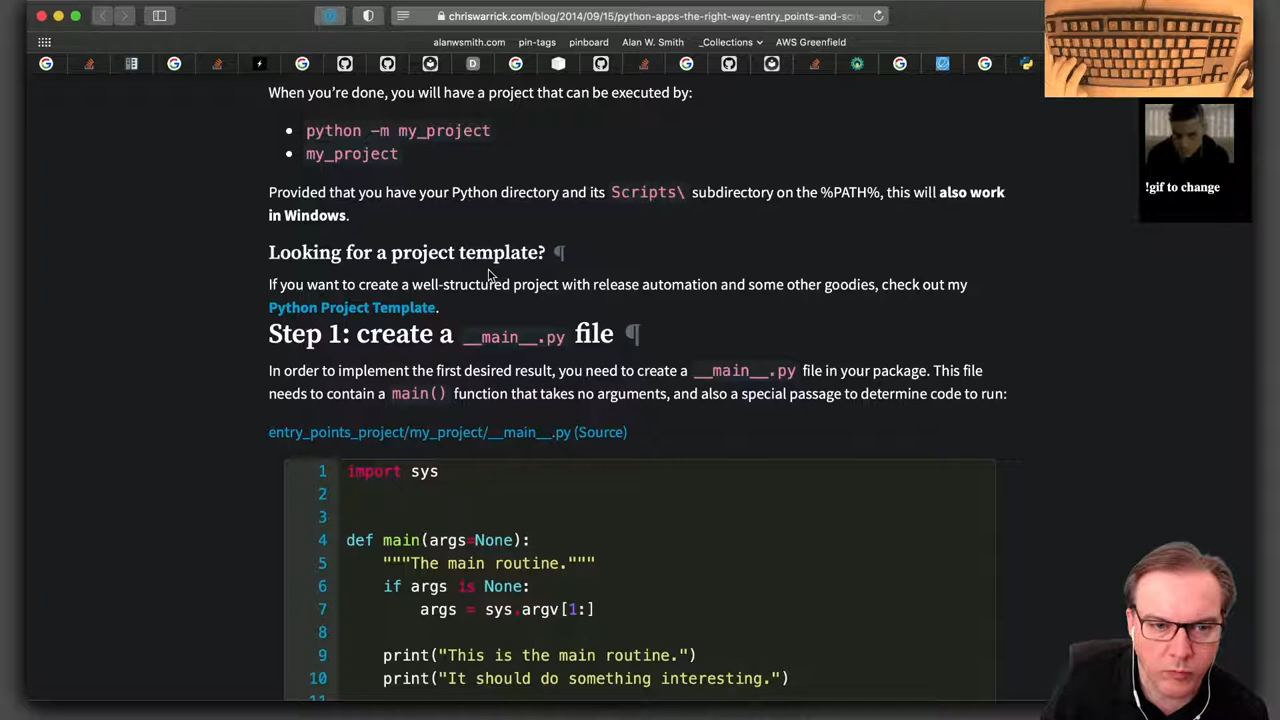 chriswarrick.com/blog/2014/09/15/python-apps-the-right-way-entry_points-and-scr
alanwsmith.com pin-tags pinboard Alan W. Smith _Collections AWS Greenfield
When you're done, you will have a project that can be executed by:
python -m my_project
my_project
Provided that you have your Python directory and its Scripts\ subdirectory on the %PATH%, this will also work
in Windows.
Looking for a project template? ¶
If you want to create a well-structured project with release automation and some other goodies, check out my
Python Project Template.
Step 1: create a __main__.py file ¶
In order to implement the first desired result, you need to create a __main__.py file in your package. This file
needs to contain a main() function that takes no arguments, and also a special passage to determine code to run:
entry_points_project/my_project/__main__.py (Source)
1 import sys
2
3
4 def main(args=None):
5 """The main routine."""
6 if args is None:
7 args = sys.argv[1:]
8
9 print("This is the main routine.")
10 print("It should do something interesting.")
11
!gif to change